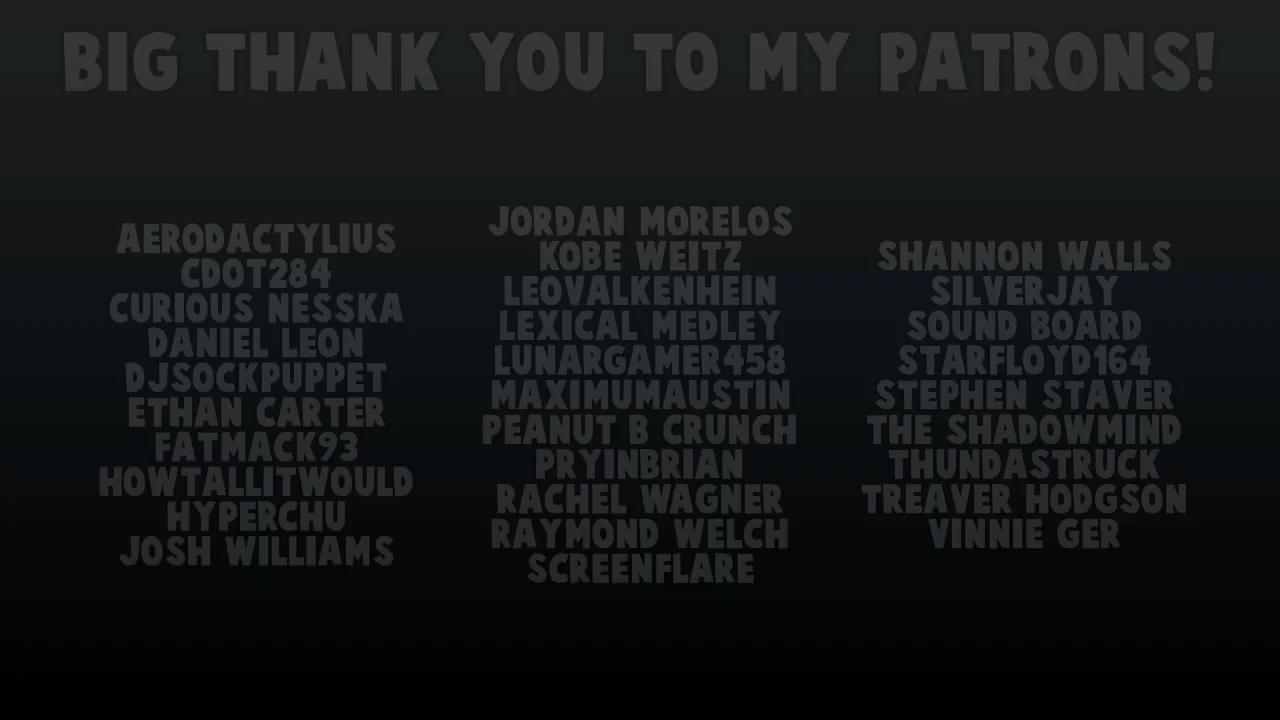 BIG THANK YOU TO MY PATRONS!
AERODACTYLIUS
CDOT284
CURIOUS NESSKA
DANIEL LEON
DJSOCKPUPPET
ETHAN CARTER
FATMACK93
HOWTALLITWOULD
HYPERCHU
JOSH WILLIAMS
JORDAN MORELOS
KOBE WEITZ
LEOVALKENHEIN
LEXICAL MEDLEY
LUNARGAMER458
MAXIMUMAUSTIN
PEANUT B CRUNCH
PRYINBRIAN
RACHEL WAGNER
RAYMOND WELCH
SCREENFLARE
SHANNON WALLS
SILVERJAY
SOUND BOARD
STARFLOYD164
STEPHEN STAVER
THE SHADOWMIND
THUNDASTRUCK
TREAVER HODGSON
VINNIE GER